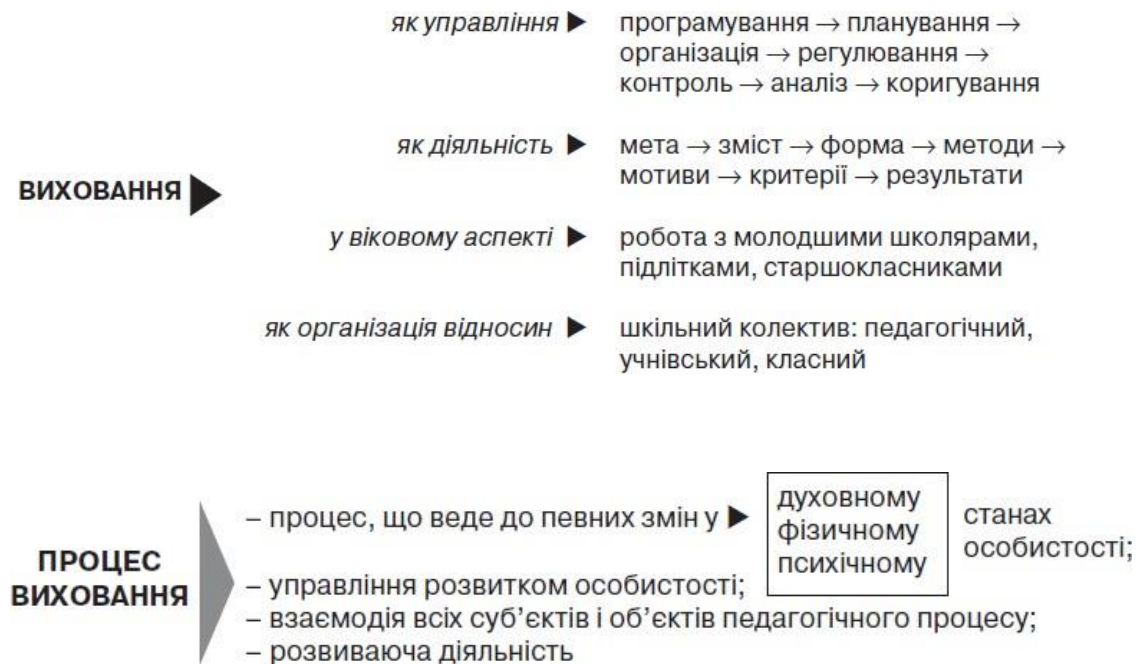 як управління ▶ програмування → планування →
організація → регулювання →
контроль → аналіз → коригування
як діяльність ▶ мета → зміст → форма → методи →
мотиви → критерії → результати
ВИХОВАННЯ ▶
у віковому аспекті ▶ робота з молодшими школярами,
підлітками, старшокласниками
як організація відносин ▶ шкільний колектив: педагогічний,
учнівський, класний
ПРОЦЕС
ВИХОВАННЯ
– процес, що веде до певних змін у ▶
духовному
фізичному
психічному
станах
особистості;
– управління розвитком особистості;
– взаємодія всіх суб’єктів і об’єктів педагогічного процесу;
– розвиваюча діяльність